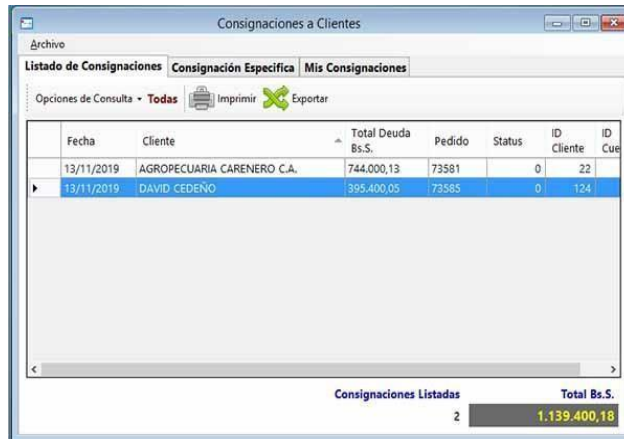 Consignaciones a Clientes
Archivo
Listado de Consignaciones Consignación Especifica Mis Consignaciones
Opciones de Consulta Todas Imprimir Exportar
Fecha Cliente Total Deuda Bs.S. Pedido Status ID Cliente ID Cue
13/11/2019 AGROPECUARIA CARENERO C.A. 744.000,13 73581 0 22
13/11/2019 DAVID CEDEÑO 395.400,05 73585 0 124
Consignaciones Listadas Total Bs.S.
2 1.139.400,18